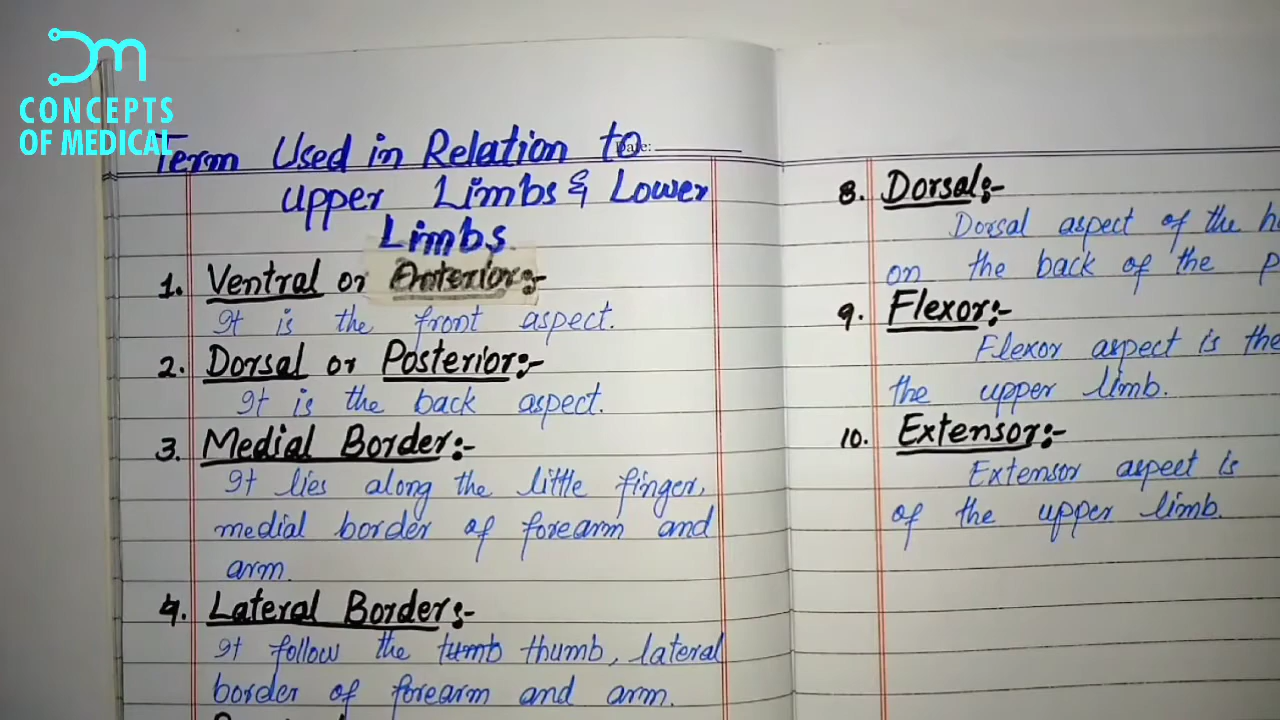 DM
CONCEPTS
OF MEDICAL
Term Used in Relation to
Date:
Upper Limbs & Lower
Limbs
1. Ventral or Anterior:-
It is the front aspect.
2. Dorsal or Posterior:-
It is the back aspect.
3. Medial Border:-
It lies along the little finger,
medial border of forearm and
arm.
4. Lateral Border:-
It follow the tumb thumb, lateral
border of forearm and arm.
8. Dorsal:-
Dorsal aspect of the
on the back of the
9. Flexor:-
Flexor aspect is the
the upper limb.
10. Extensor:-
Extensor aspect is
of the upper limb.